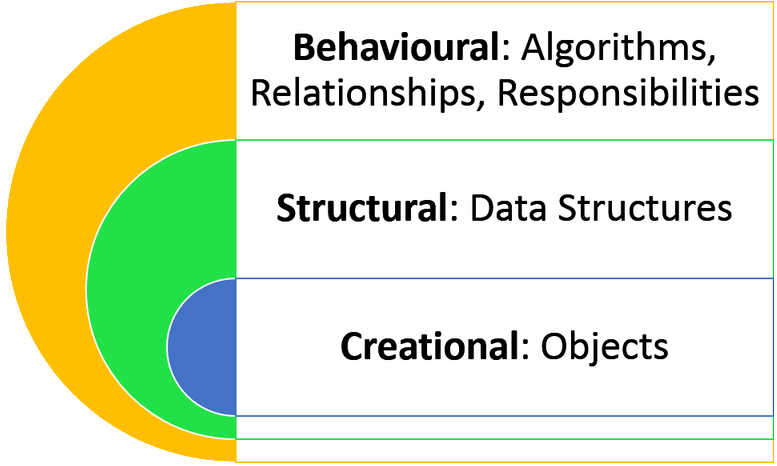 Behavioural: Algorithms,
Relationships, Responsibilities
Structural: Data Structures
Creational: Objects